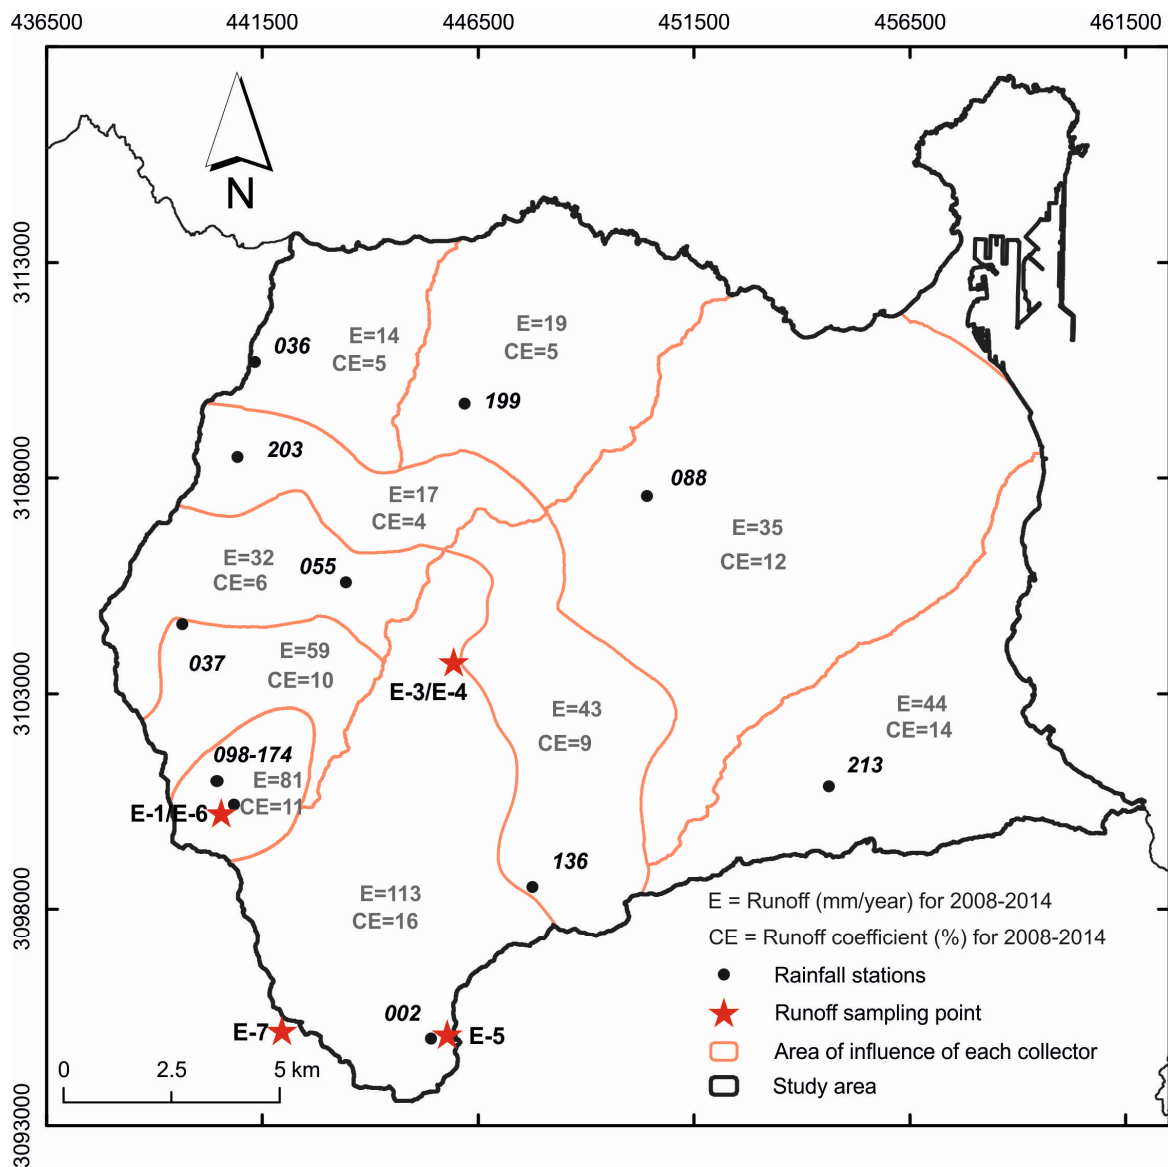 436500
441500
446500
451500
456500
461500
3113000
3108000
3103000
3098000
3093000
N
036
E=14
CE=5
E=19
CE=5
199
203
088
E=17
CE=4
E=35
CE=12
E=32
CE=6
055
037
E=59
CE=10
E-3/E-4
E=43
CE=9
E=44
CE=14
213
098-174
E=81
CE=11
E-1/E-6
136
E=113
CE=16
002
E-7
E-5
E = Runoff (mm/year) for 2008-2014
CE = Runoff coefficient (%) for 2008-2014
Rainfall stations
Runoff sampling point
Area of influence of each collector
Study area
0
2.5
5 km